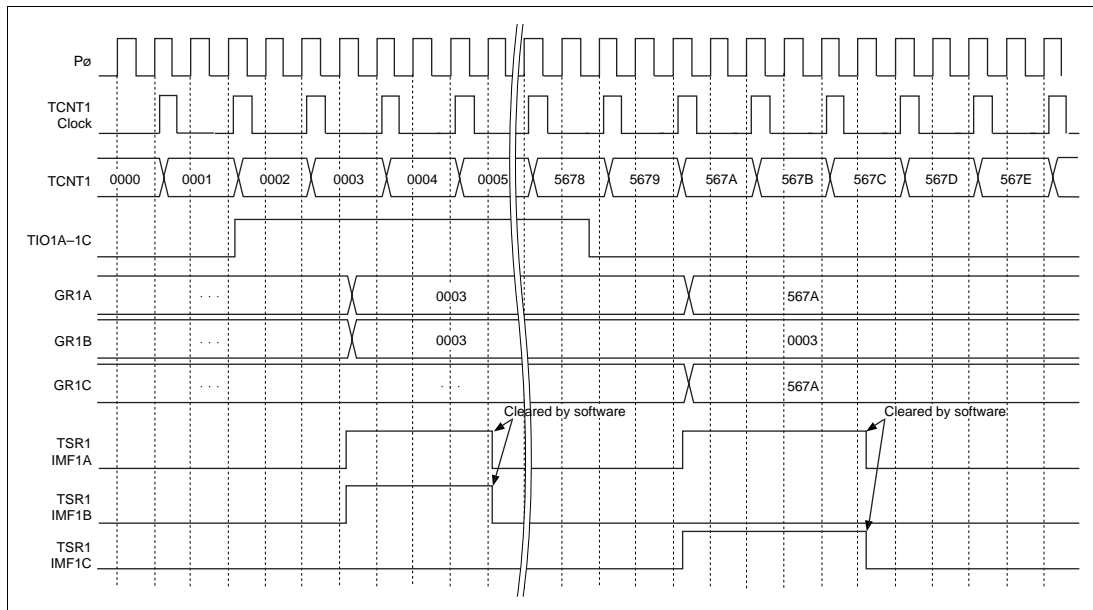 Pø
TCNT1
Clock
TCNT1 0000 0001 0002 0003 0004 0005 5678 5679 567A 567B 567C 567D 567E
TIO1A–1C
GR1A . . . 0003 567A
GR1B . . . 0003 0003
GR1C . . . . . . 567A
Cleared by software Cleared by software
TSR1
IMF1A
TSR1
IMF1B
TSR1
IMF1C